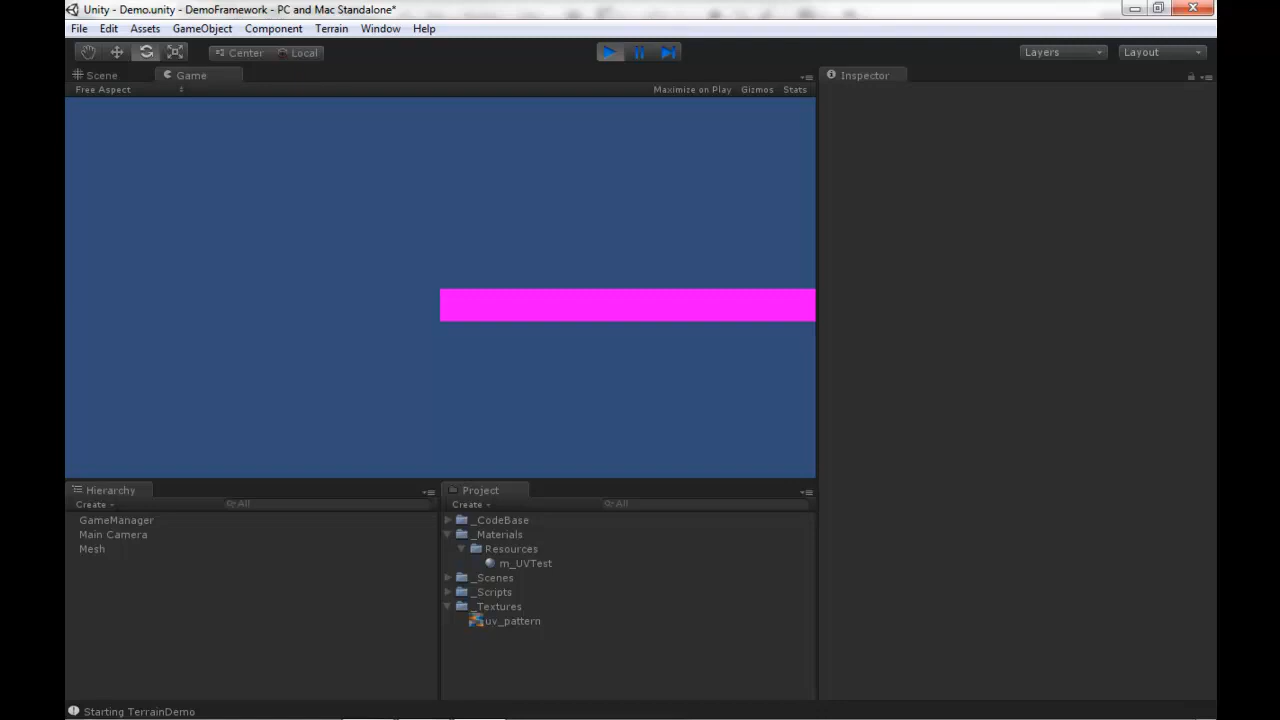 Unity - Demo.unity - DemoFramework - PC and Mac Standalone*
File Edit Assets GameObject Component Terrain Window Help
Center Local Layers Layout
Scene Game Inspector
Free Aspect Maximize on Play Gizmos Stats
Hierarchy Project
Create All Create All
GameManager
Main Camera
Mesh
_CodeBase
_Materials
Resources
m_UVTest
_Scenes
_Scripts
_Textures
uv_pattern
Starting TerrainDemo